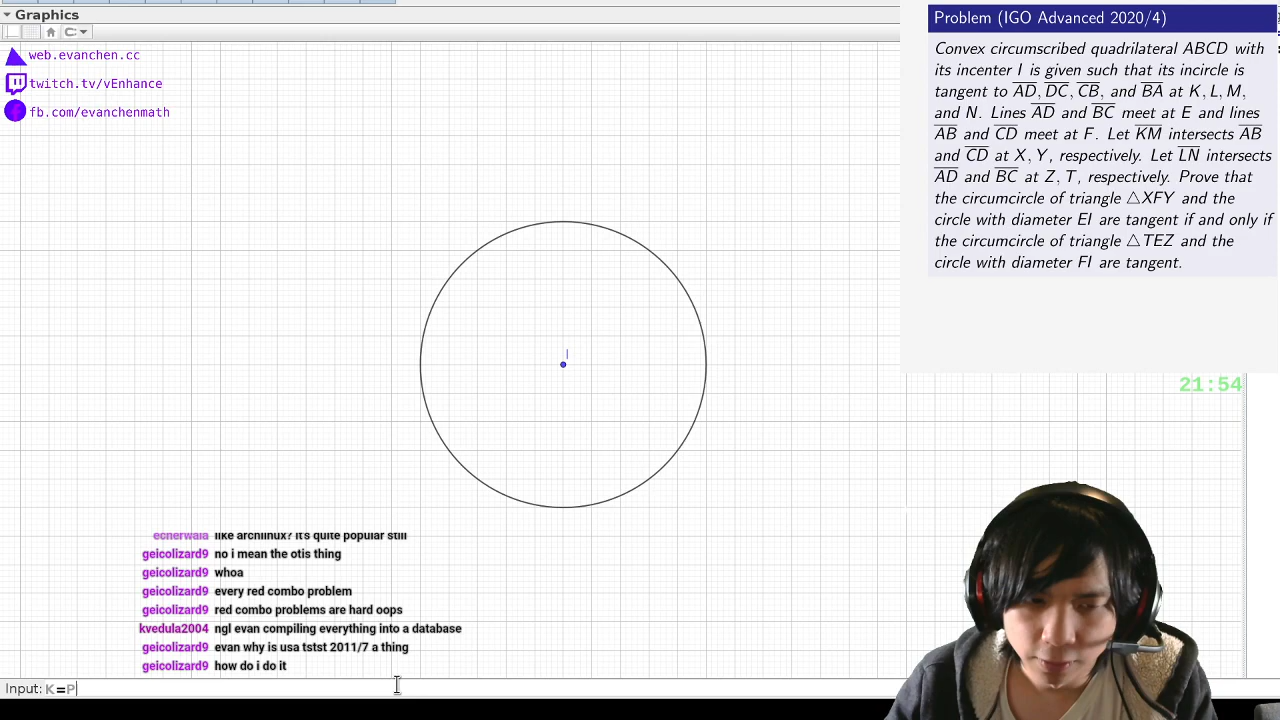 Graphics
web.evanchen.cc
twitch.tv/vEnhance
fb.com/evanchenmath
Problem (IGO Advanced 2020/4)
Convex circumscribed quadrilateral ABCD with
its incenter I is given such that its incircle is
tangent to AD, DC, CB, and BA at K, L, M,
and N. Lines AD and BC meet at E and lines
AB and CD meet at F. Let KM intersects AB
and CD at X, Y, respectively. Let LN intersects
AD and BC at Z, T, respectively. Prove that
the circumcircle of triangle △XFY and the
circle with diameter EI are tangent if and only if
the circumcircle of triangle △TEZ and the
circle with diameter FI are tangent.
21:54
I
echerwala like archlinux? it's quite popular still
geicolizard9 no i mean the otis thing
geicolizard9 whoa
geicolizard9 every red combo problem
geicolizard9 red combo problems are hard oops
kvedula2004 ngl evan compiling everything into a database
geicolizard9 evan why is usa tstst 2011/7 a thing
geicolizard9 how do i do it
Input: K=P